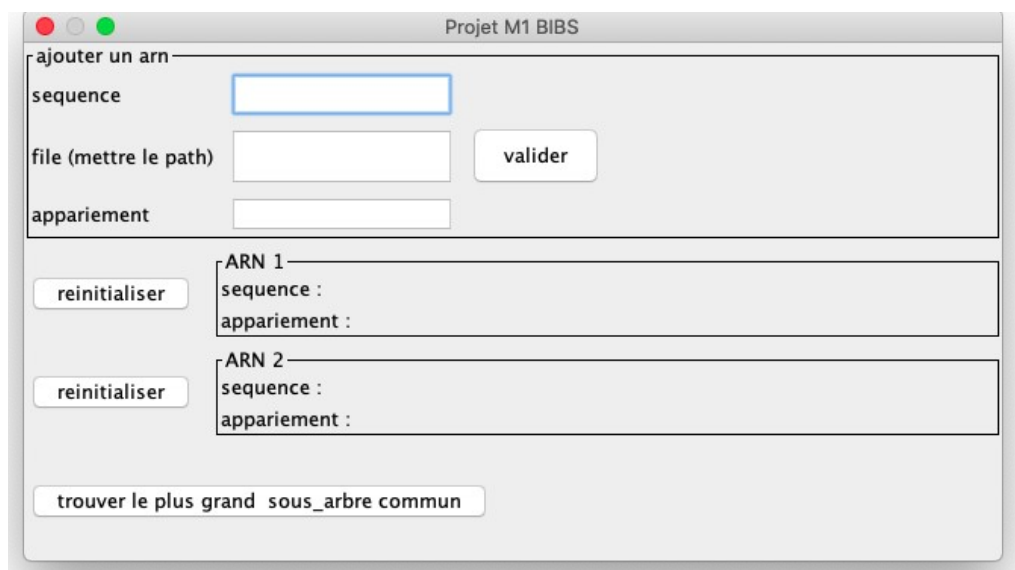 Projet M1 BIBS
ajouter un arn
sequence
file (mettre le path)
valider
appariement
ARN 1
reinitialiser
sequence :
appariement :
ARN 2
reinitialiser
sequence :
appariement :
trouver le plus grand  sous_arbre commun